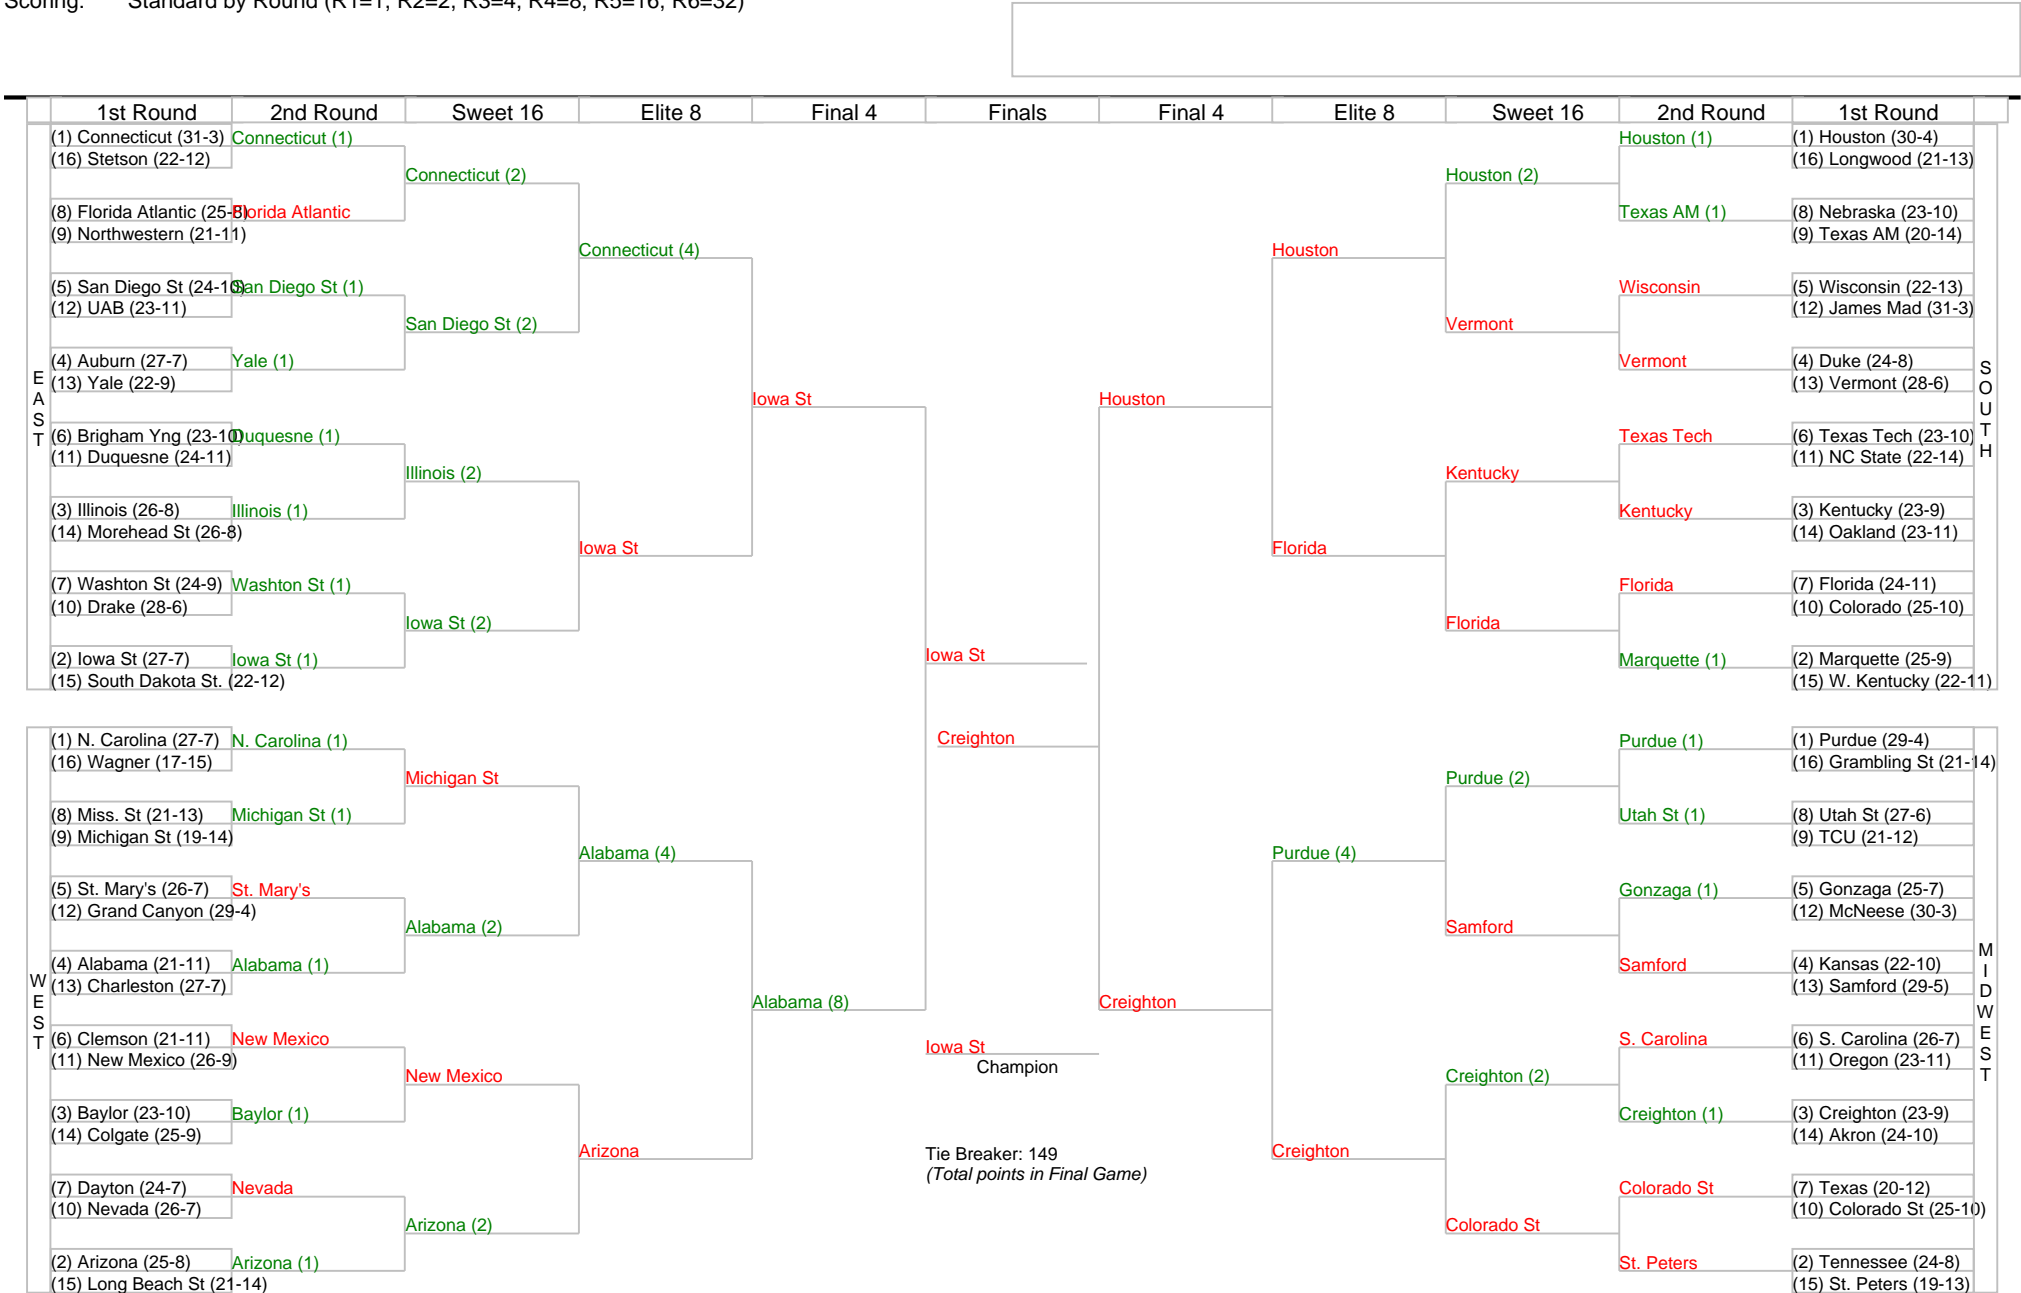 Scoring: Standard by Round (R1=1, R2=2, R3=4, R4=8, R5=16, R6=32)
1st Round 2nd Round Sweet 16 Elite 8 Final 4 Finals Final 4 Elite 8 Sweet 16 2nd Round 1st Round
EAST
(1) Connecticut (31-3)
(16) Stetson (22-12)
(8) Florida Atlantic (25-8)
(9) Northwestern (21-11)
(5) San Diego St (24-10)
(12) UAB (23-11)
(4) Auburn (27-7)
(13) Yale (22-9)
(6) Brigham Yng (23-10)
(11) Duquesne (24-11)
(3) Illinois (26-8)
(14) Morehead St (26-8)
(7) Washton St (24-9)
(10) Drake (28-6)
(2) Iowa St (27-7)
(15) South Dakota St. (22-12)
Connecticut (1)
Florida Atlantic
San Diego St (1)
Yale (1)
Duquesne (1)
Illinois (1)
Washton St (1)
Iowa St (1)
Connecticut (2)
San Diego St (2)
Illinois (2)
Iowa St (2)
Connecticut (4)
Iowa St
Iowa St
WEST
(1) N. Carolina (27-7)
(16) Wagner (17-15)
(8) Miss. St (21-13)
(9) Michigan St (19-14)
(5) St. Mary's (26-7)
(12) Grand Canyon (29-4)
(4) Alabama (21-11)
(13) Charleston (27-7)
(6) Clemson (21-11)
(11) New Mexico (26-9)
(3) Baylor (23-10)
(14) Colgate (25-9)
(7) Dayton (24-7)
(10) Nevada (26-7)
(2) Arizona (25-8)
(15) Long Beach St (21-14)
N. Carolina (1)
Michigan St (1)
St. Mary's
Alabama (1)
New Mexico
Baylor (1)
Nevada
Arizona (1)
Michigan St
Alabama (2)
New Mexico
Arizona (2)
Alabama (4)
Arizona
Alabama (8)
Iowa St
Creighton
Iowa St
Champion
Tie Breaker: 149
(Total points in Final Game)
Houston
Houston
Florida
Houston (2)
Vermont
Kentucky
Florida
Houston (1)
Texas AM (1)
Wisconsin
Vermont
Texas Tech
Kentucky
Florida
Marquette (1)
(1) Houston (30-4)
(16) Longwood (21-13)
(8) Nebraska (23-10)
(9) Texas AM (20-14)
(5) Wisconsin (22-13)
(12) James Mad (31-3)
(4) Duke (24-8)
(13) Vermont (28-6)
(6) Texas Tech (23-10)
(11) NC State (22-14)
(3) Kentucky (23-9)
(14) Oakland (23-11)
(7) Florida (24-11)
(10) Colorado (25-10)
(2) Marquette (25-9)
(15) W. Kentucky (22-11)
SOUTH
Creighton
Purdue (4)
Creighton
Purdue (2)
Samford
Creighton (2)
Colorado St
Purdue (1)
Utah St (1)
Gonzaga (1)
Samford
S. Carolina
Creighton (1)
Colorado St
St. Peters
(1) Purdue (29-4)
(16) Grambling St (21-14)
(8) Utah St (27-6)
(9) TCU (21-12)
(5) Gonzaga (25-7)
(12) McNeese (30-3)
(4) Kansas (22-10)
(13) Samford (29-5)
(6) S. Carolina (26-7)
(11) Oregon (23-11)
(3) Creighton (23-9)
(14) Akron (24-10)
(7) Texas (20-12)
(10) Colorado St (25-10)
(2) Tennessee (24-8)
(15) St. Peters (19-13)
MIDWEST